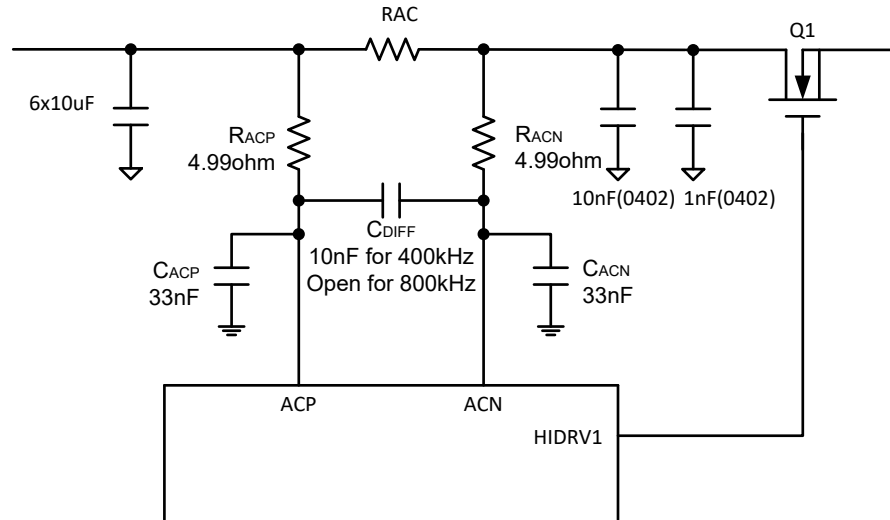 RAC
Q1
6x10uF
RACP
4.99ohm
RACN
4.99ohm
10nF(0402)
1nF(0402)
CDIFF
10nF for 400kHz
Open for 800kHz
CACP
33nF
CACN
33nF
ACP
ACN
HIDRV1